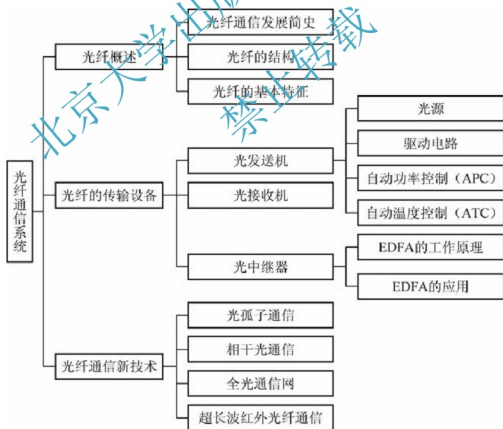 光纤通信系统
光纤概述
光纤通信发展简史
光纤的结构
光纤的基本特征
光纤的传输设备
光发送机
光源
驱动电路
自动功率控制（APC）
自动温度控制（ATC）
光接收机
光中继器
EDFA的工作原理
EDFA的应用
光纤通信新技术
光孤子通信
相干光通信
全光通信网
超长波红外光纤通信
北京大学出版
禁止转载